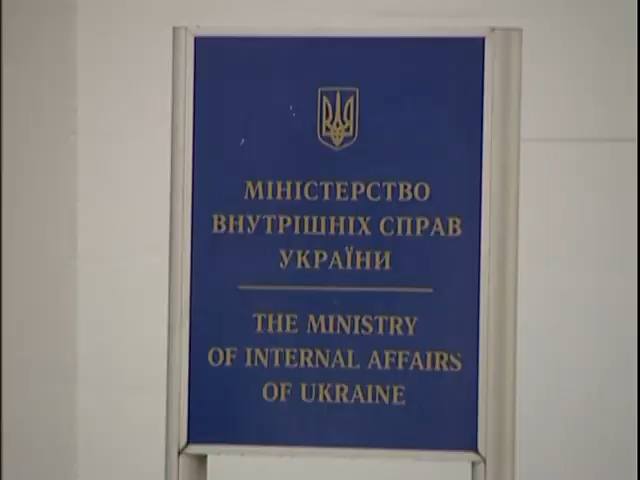 МІНІСТЕРСТВО
ВНУТРІШНІХ СПРАВ
УКРАЇНИ
THE MINISTRY
OF INTERNAL AFFAIRS
OF UKRAINE